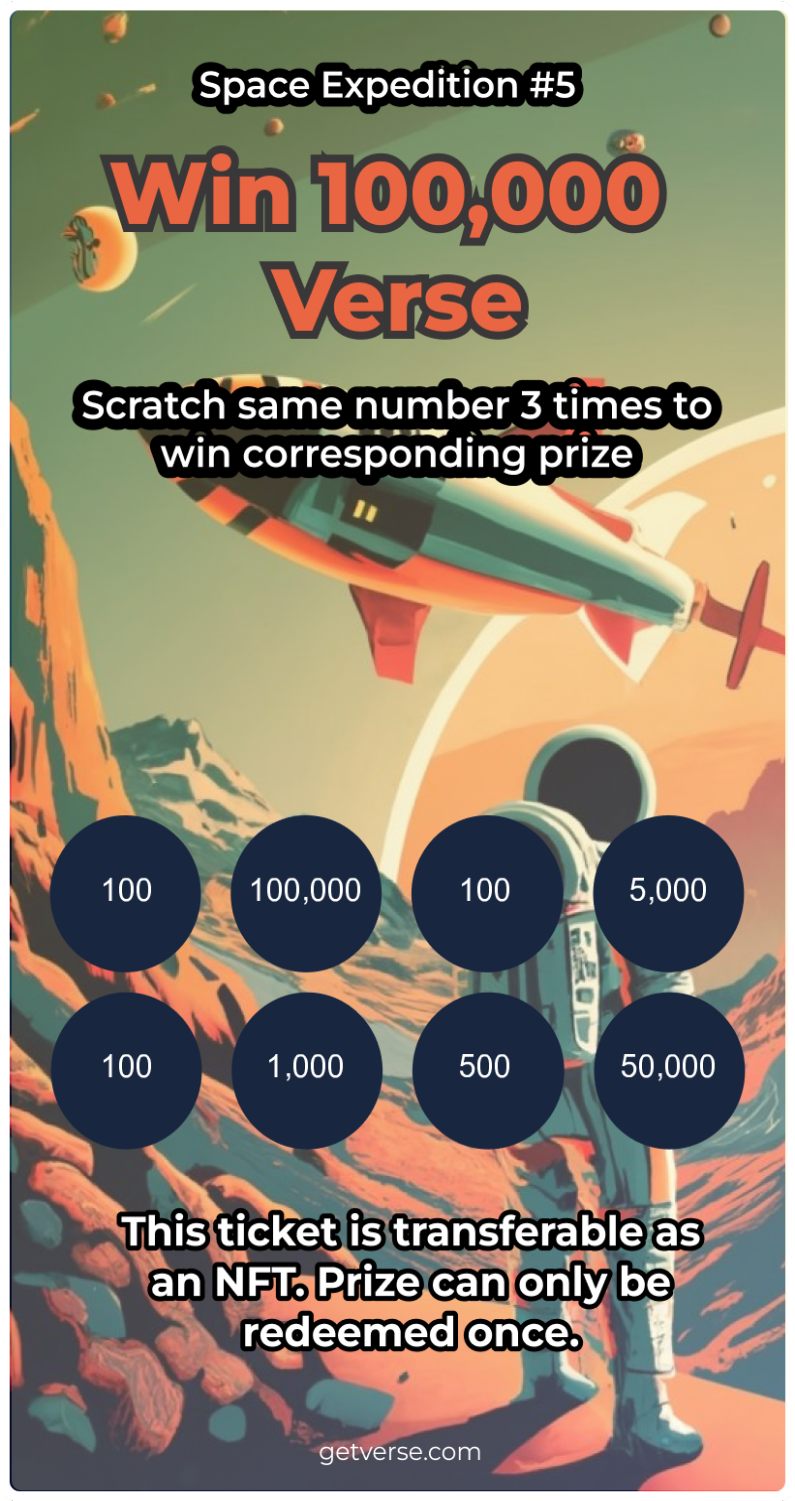 Space Expedition #5
Win 100,000
Verse
Scratch same number 3 times to
win corresponding prize
100 100,000 100 5,000
100 1,000 500 50,000
This ticket is transferable as
an NFT. Prize can only be
redeemed once.
getverse.com